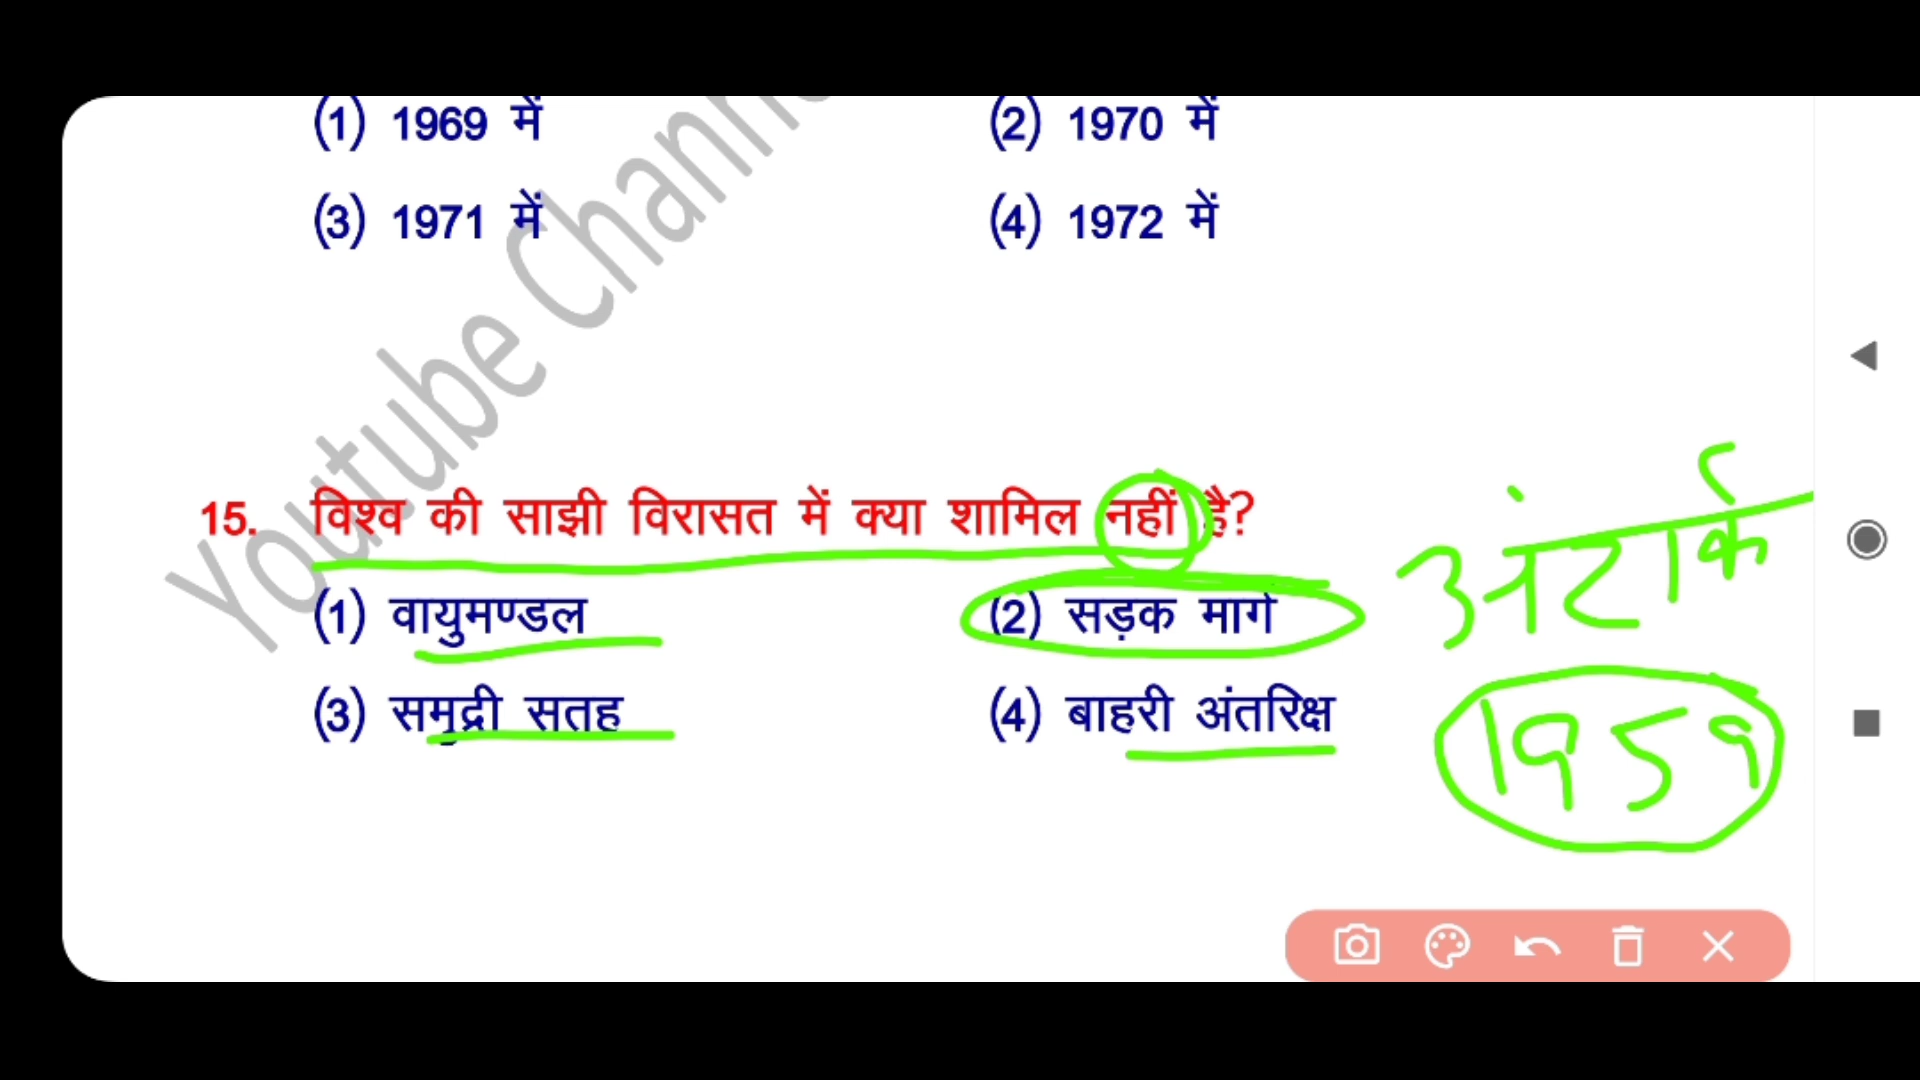 (1) 1969 में (2) 1970 में
(3) 1971 में (4) 1972 में
Youtube Chann
15. विश्व की साझी विरासत में क्या शामिल नहीं है?
(1) वायुमण्डल (2) सड़क मार्ग
(3) समुद्री सतह (4) बाहरी अंतरिक्ष
अंटार्क
1959